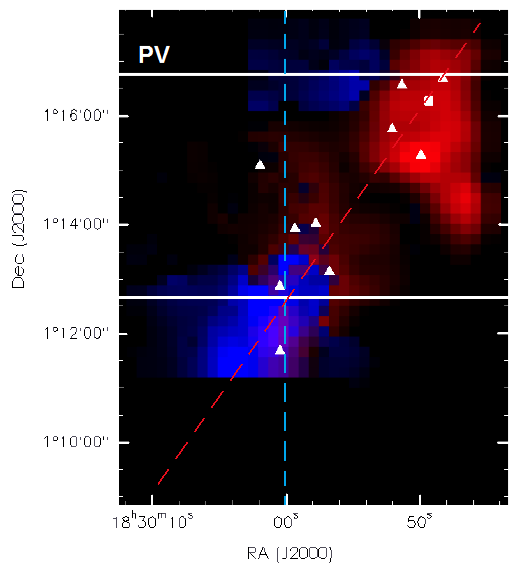 PV
1°16'00"
1°14'00"
1°12'00"
1°10'00"
Dec (J2000)
18ʰ30ᵐ10ˢ 00ˢ 50ˢ
RA (J2000)